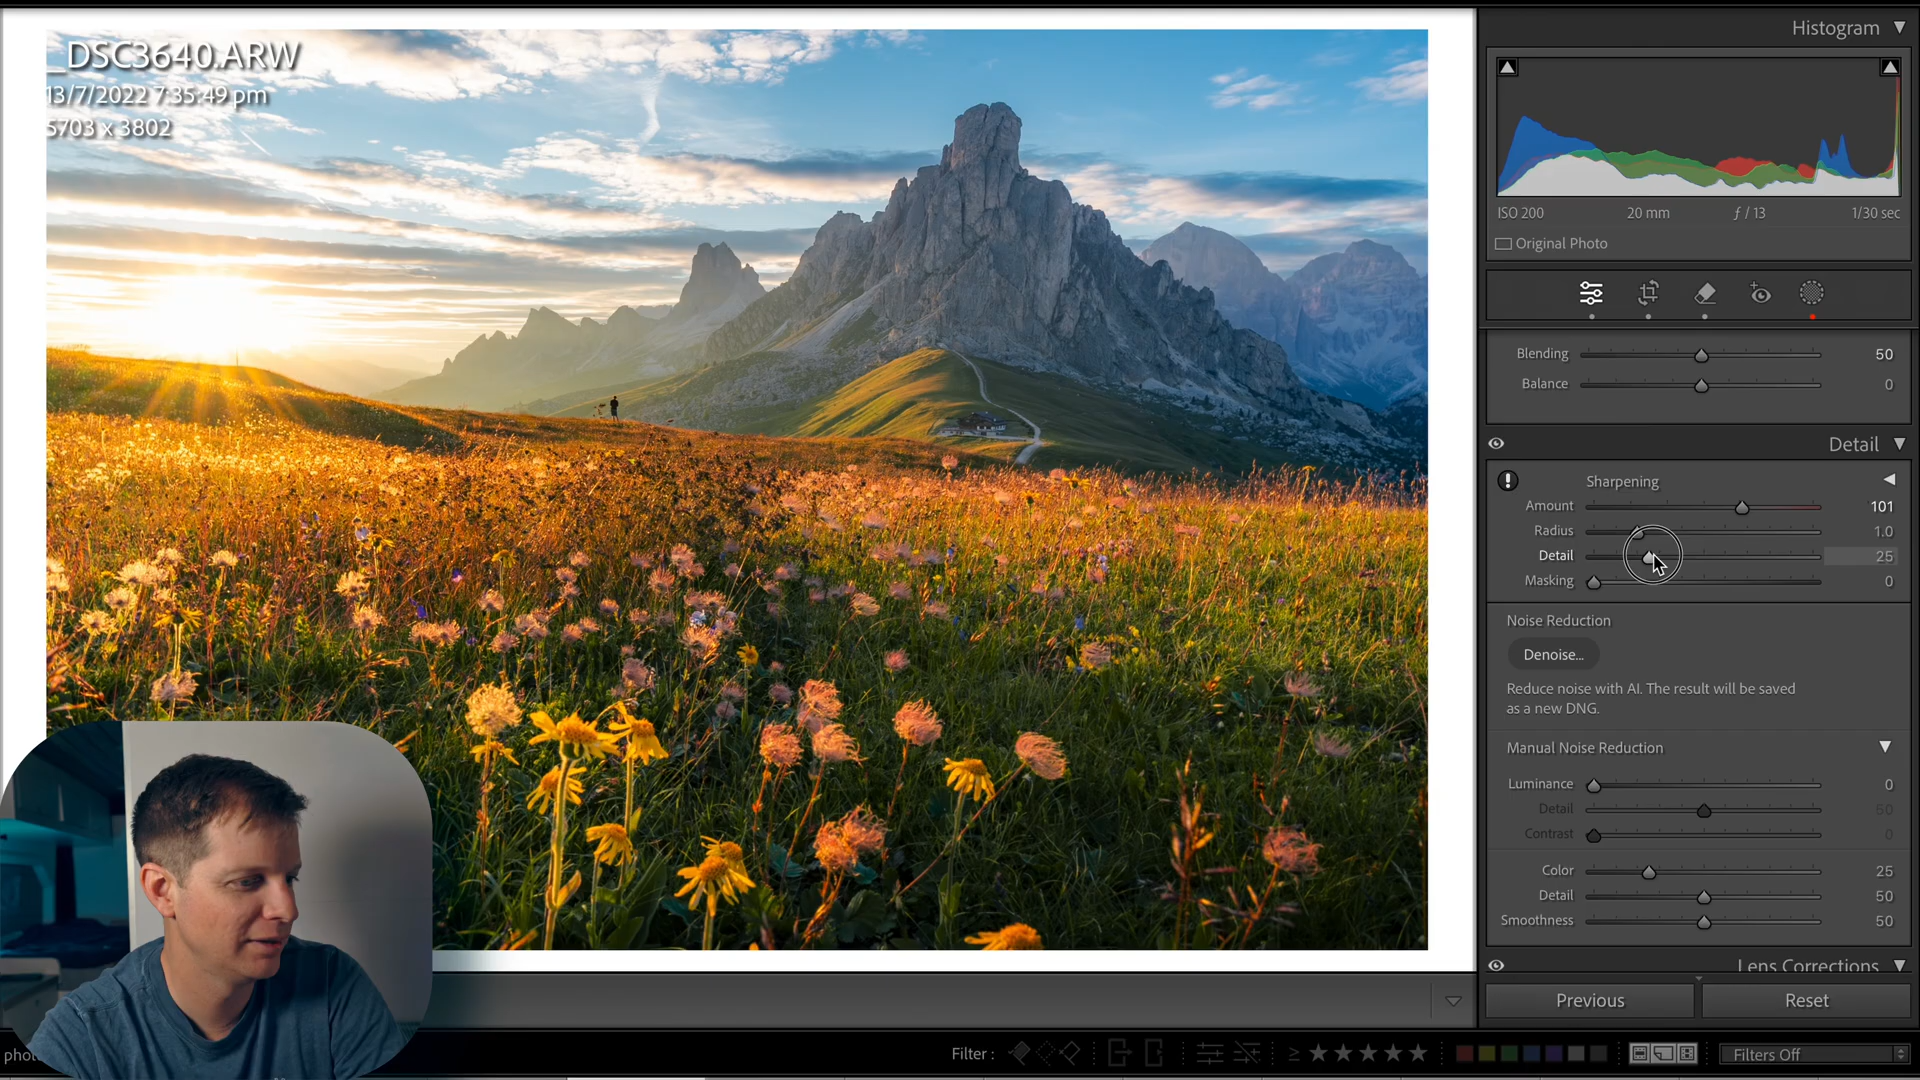 _DSC3640.ARW
13/7/2022 7:35:49 pm
5703 x 3802
Histogram
ISO 200 20 mm ƒ / 13 1/30 sec
Original Photo
Blending 50
Balance 0
Detail
Sharpening
Amount 101
Radius 1.0
Detail 25
Masking 0
Noise Reduction
Denoise...
Reduce noise with AI. The result will be saved
as a new DNG.
Manual Noise Reduction
Luminance 0
Detail 50
Contrast 0
Color 25
Detail 50
Smoothness 50
Lens Corrections
Previous Reset
Filter : ≥ Filters Off